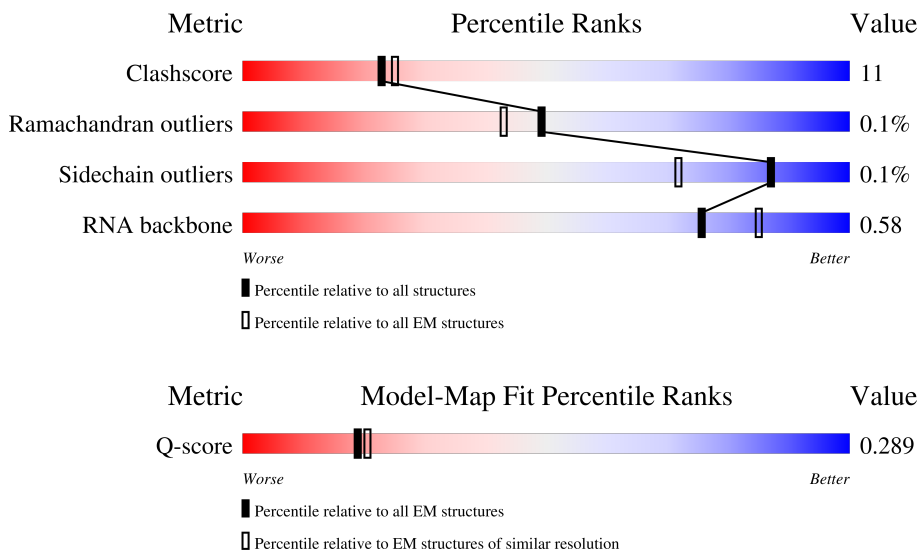 Metric Percentile Ranks Value
Clashscore 11
Ramachandran outliers 0.1%
Sidechain outliers 0.1%
RNA backbone 0.58
Worse Better
Percentile relative to all structures
Percentile relative to all EM structures
Metric Model-Map Fit Percentile Ranks Value
Q-score 0.289
Worse Better
Percentile relative to all EM structures
Percentile relative to EM structures of similar resolution